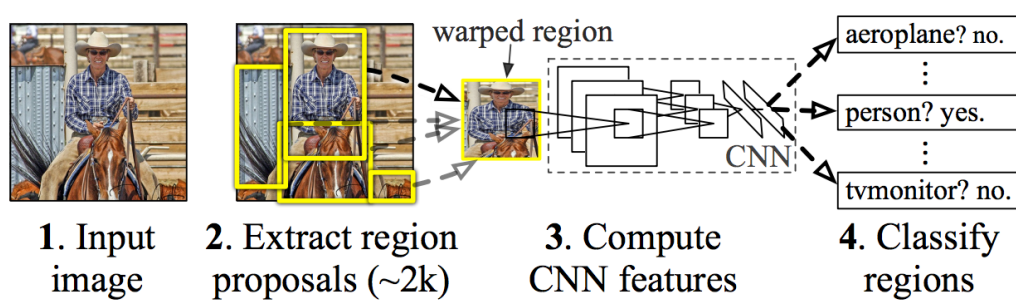 warped region
aeroplane? no.
person? yes.
CNN
tvmonitor? no.
1. Input
image
2. Extract region
proposals (~2k)
3. Compute
CNN features
4. Classify
regions